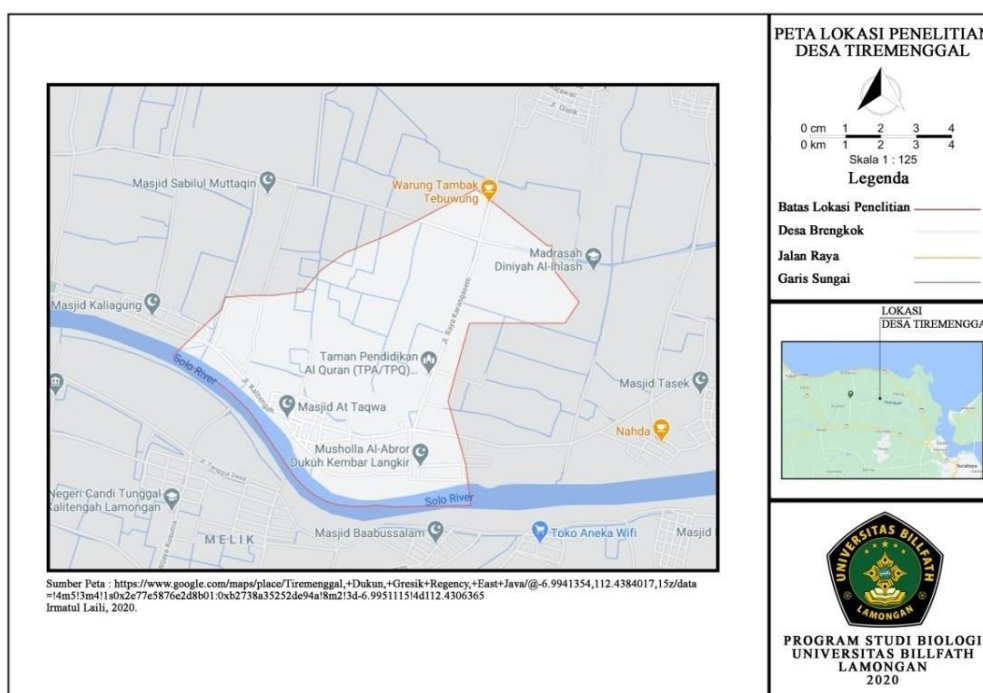 PETA LOKASI PENELITIAN
DESA TIREMENGGAL
0 cm 1 2 3 4
0 km 1 2 3 4
Skala 1 : 125
Legenda
Batas Lokasi Penelitian
Desa Brengkok
Jalan Raya
Garis Sungai
LOKASI
DESA TIREMENGGA
Masjid Sabilul Muttaqin
Warung Tambak
Tebuwung
Madrasah
Diniyah Al-Ihlash
Masjid Kaliagung
Jl. Raya Karangasem
Solo River
Taman Pendidikan
Al Quran (TPA/TPQ)...
Masjid Tasek
Masjid At Taqwa
Nahda
Musholla Al-Abror
Dukuh Kembar Langkir
Jl. Tanggul Desa
Solo River
Negeri Candi Tunggal
Kalitengah Lamongan
MELIK
Masjid Baabussalam
Toko Aneka Wifi
Masjid
Sumber Peta : https://www.google.com/maps/place/Tiremenggal,+Dukun,+Gresik+Regency,+East+Java/@-6.9941354,112.4384017,15z/data
=!4m5!3m4!1s0x2e77e5876e2d8b01:0xb2738a35252de94a!8m2!3d-6.9951115!4d112.4306365
Irmatul Laili, 2020.
UNIVERSITAS BILLFATH
LAMONGAN
PROGRAM STUDI BIOLOGI
UNIVERSITAS BILLFATH
LAMONGAN
2020